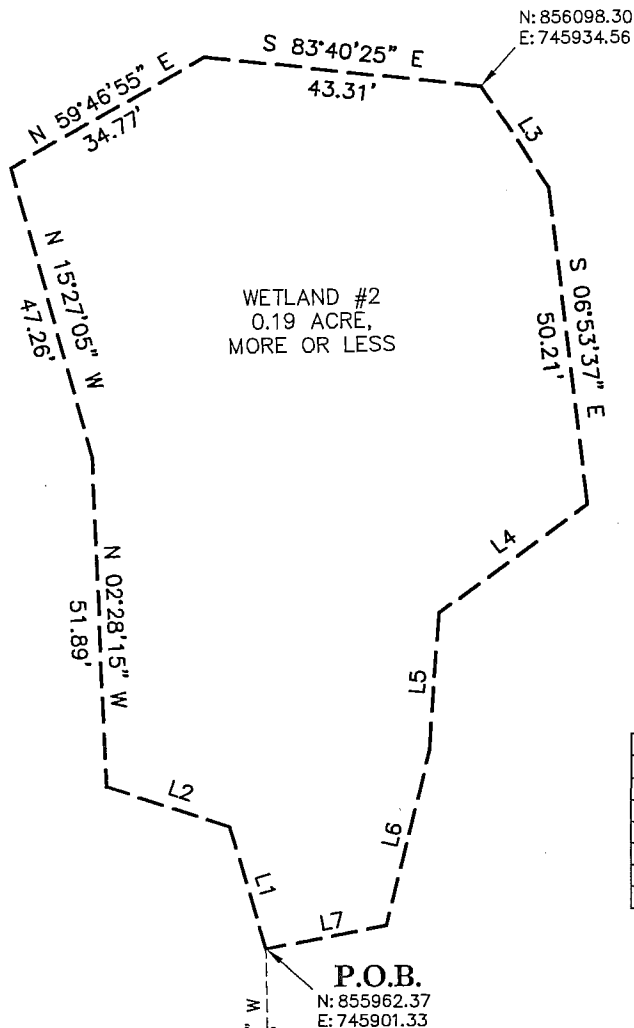 N: 856098.30
E: 745934.56
S 83°40'25" E
43.31'
N 59°46'55" E
34.77'
L3
N 15°27'05" W
47.26'
WETLAND #2
0.19 ACRE,
MORE OR LESS
S 06°53'37" E
50.21'
L4
N 02°28'15" W
51.89'
L5
L2
L6
L1
L7
P.O.B.
N: 855962.37
E: 745901.33
" W